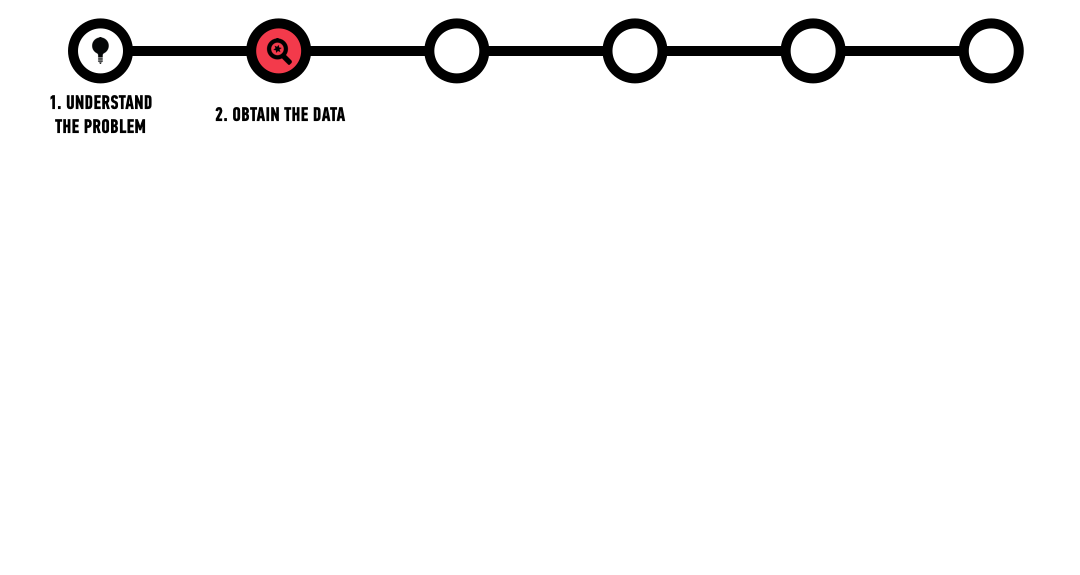 1. UNDERSTAND
THE PROBLEM
2. OBTAIN THE DATA